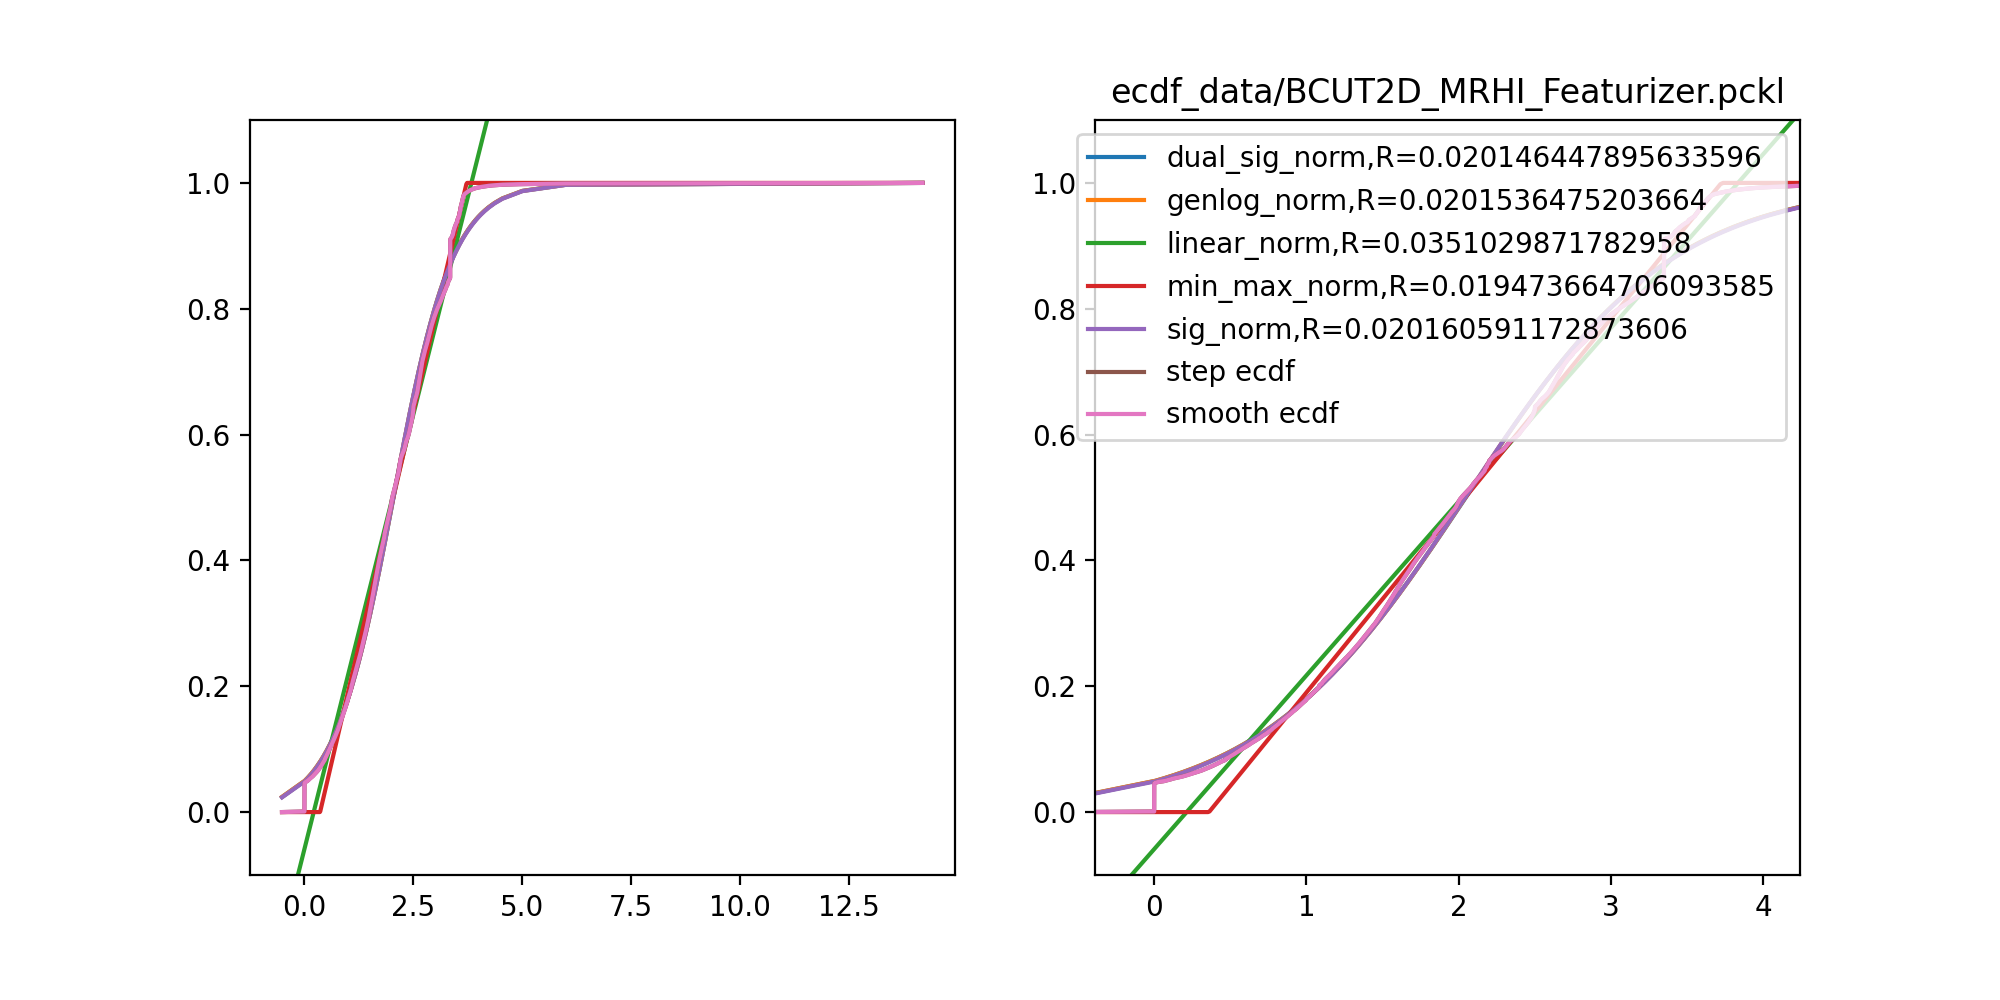 ecdf_data/BCUT2D_MRHI_Featurizer.pckl
1.0
0.8
0.6
0.4
0.2
0.0
0.0 2.5 5.0 7.5 10.0 12.5
dual_sig_norm,R=0.020146447895633596
genlog_norm,R=0.0201536475203664
linear_norm,R=0.0351029871782958
min_max_norm,R=0.019473664706093585
sig_norm,R=0.020160591172873606
step ecdf
smooth ecdf
1.0
0.8
0.6
0.4
0.2
0.0
0 1 2 3 4